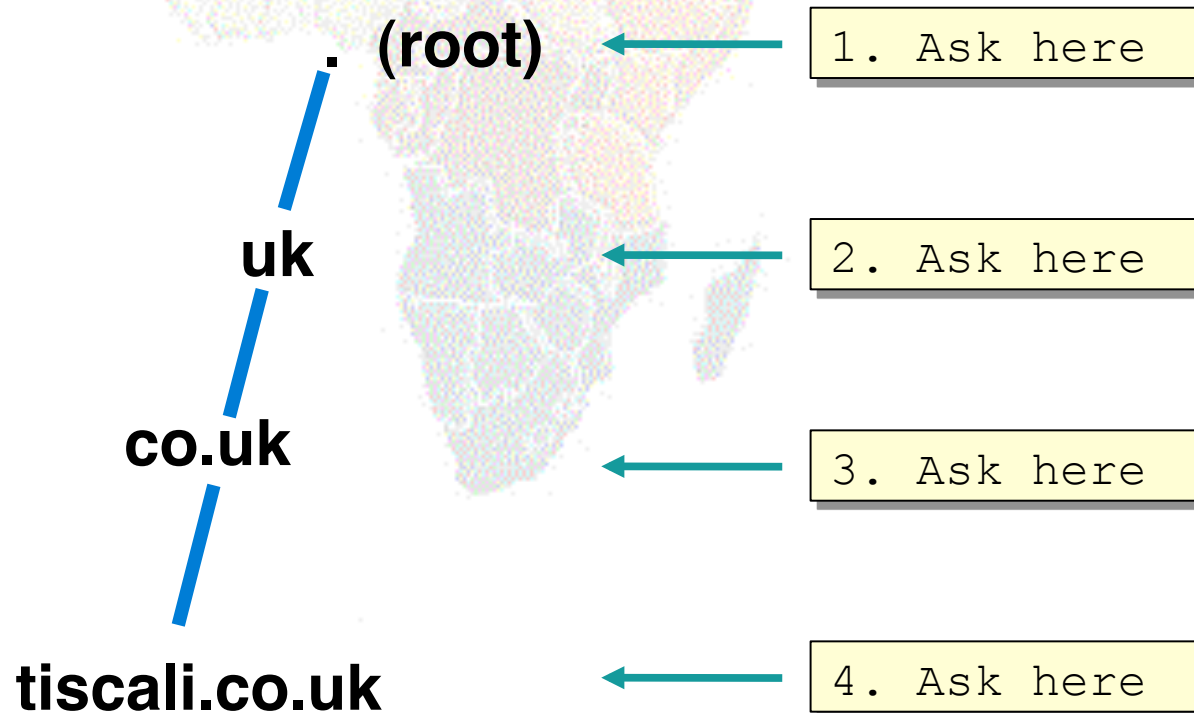 . (root)
1. Ask here
uk
2. Ask here
co.uk
3. Ask here
tiscali.co.uk
4. Ask here